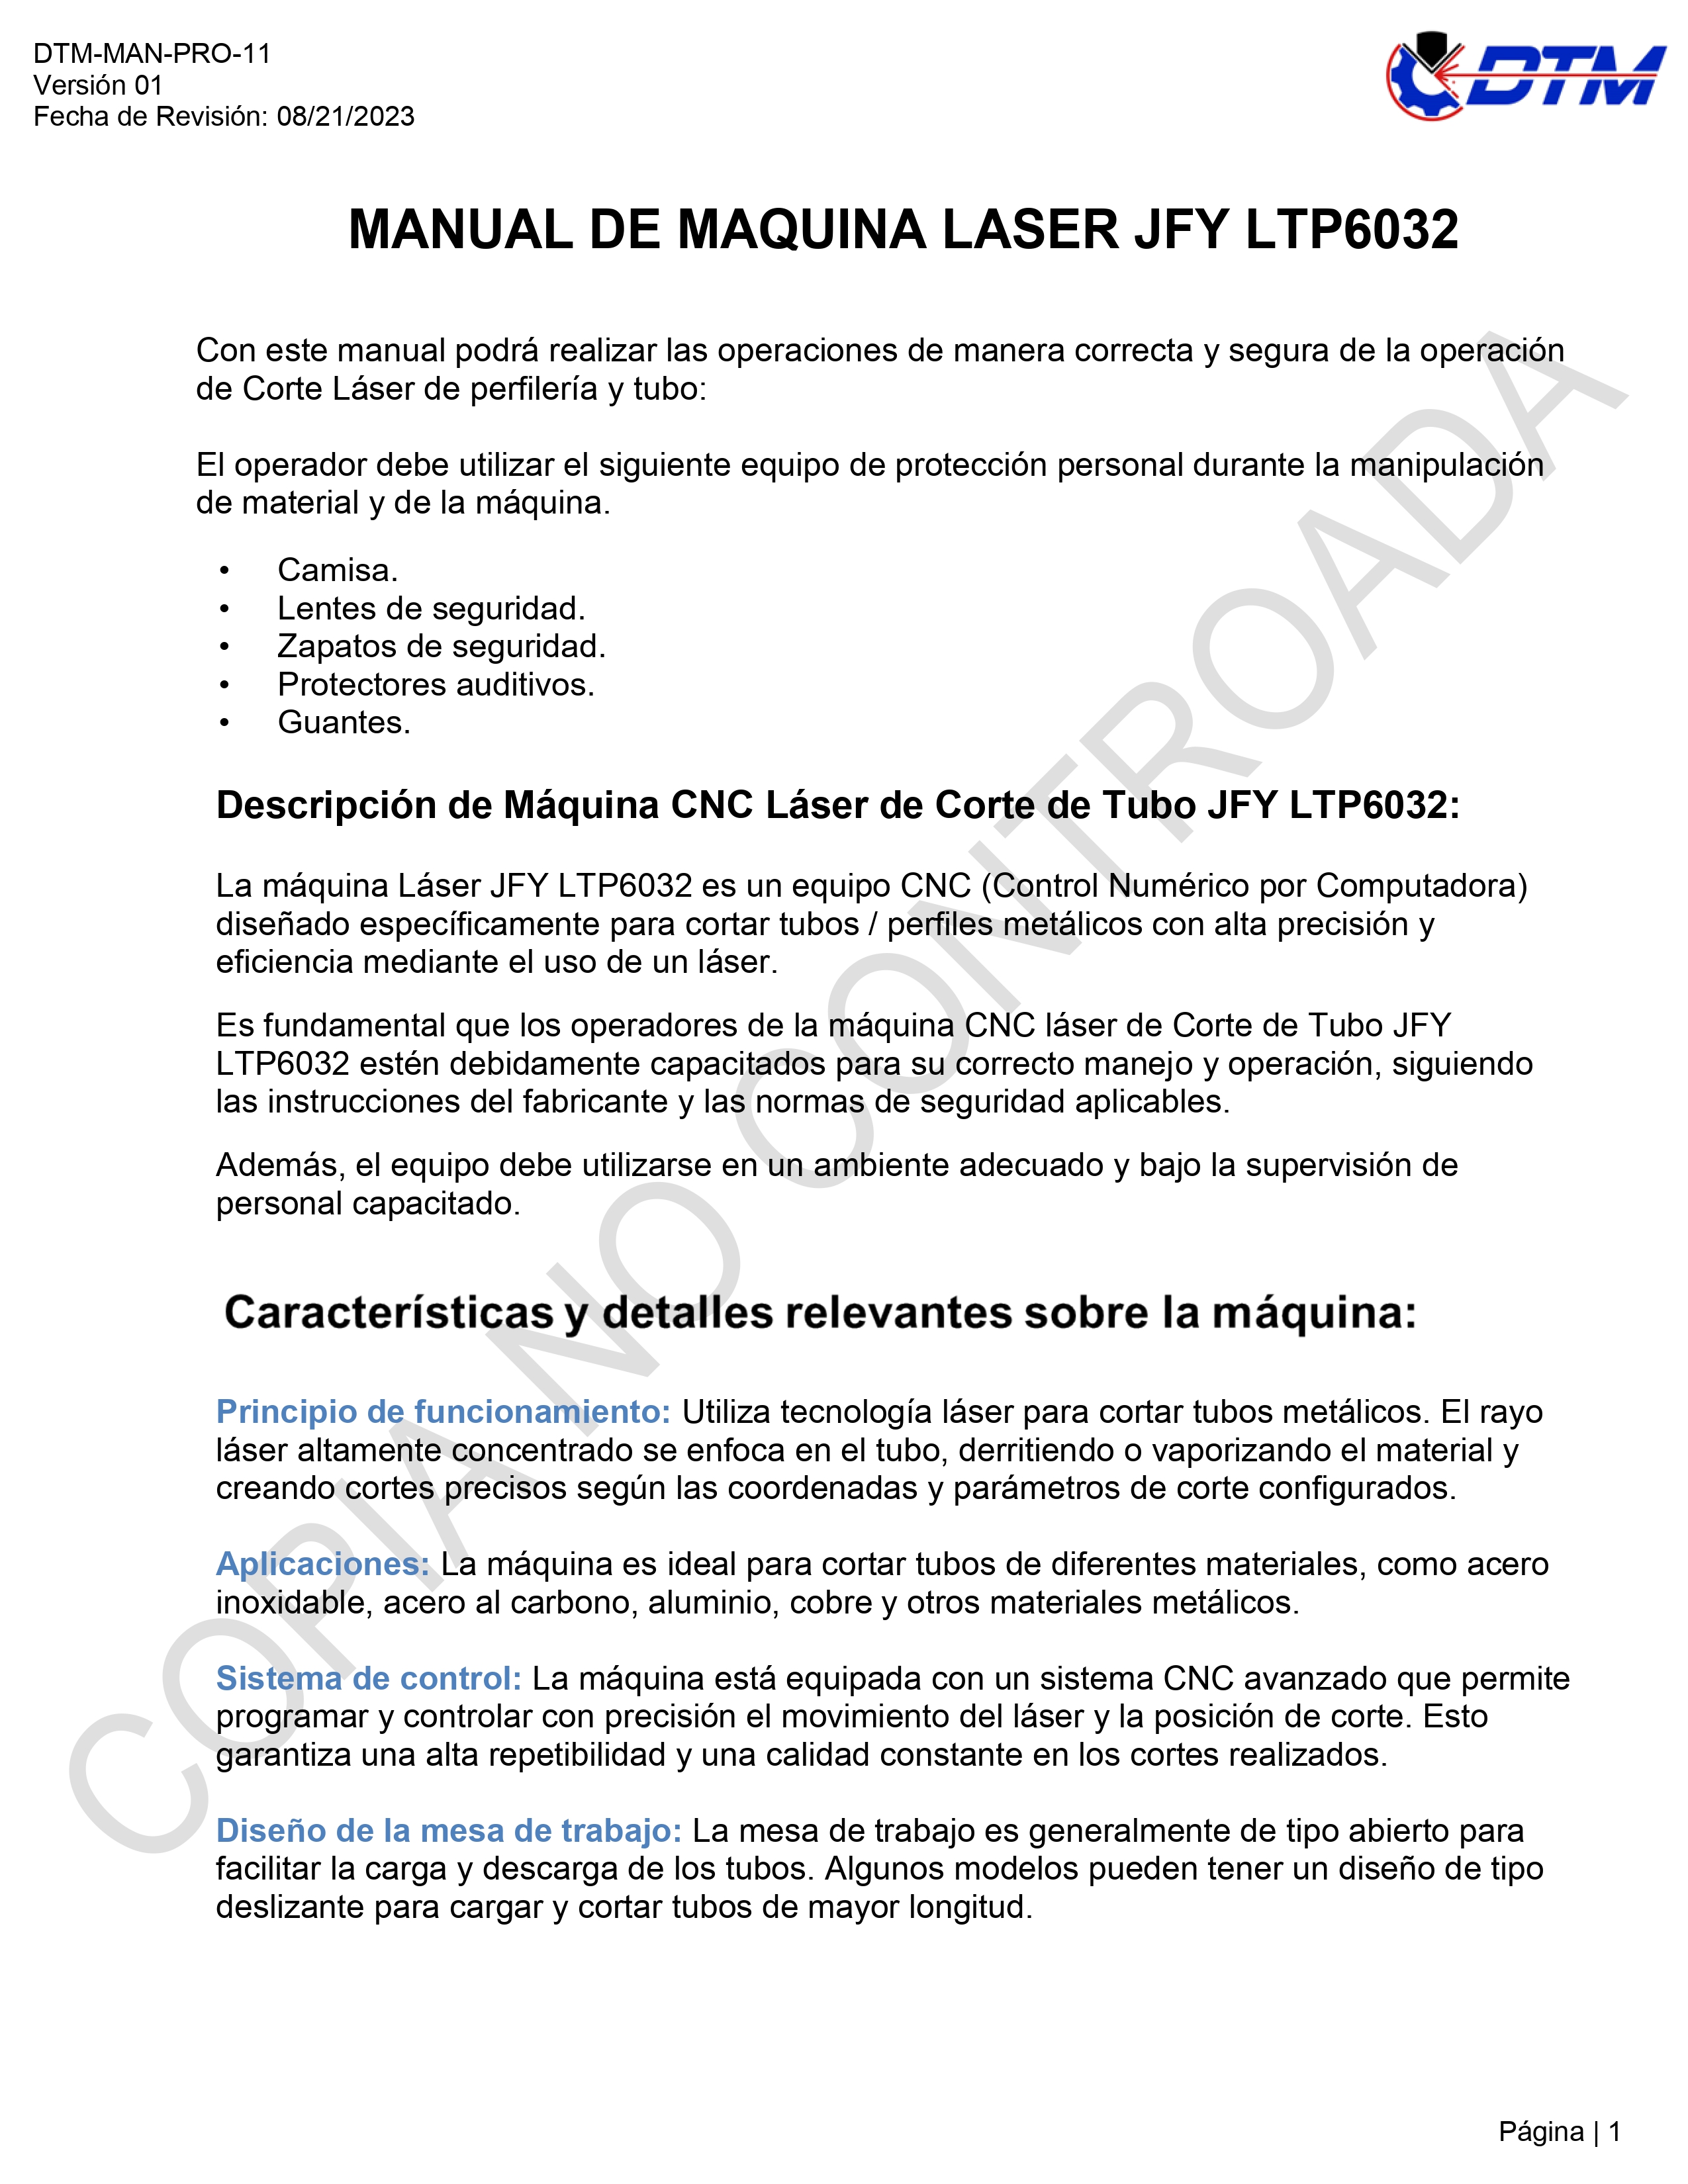 DTM-MAN-PRO-11
Versión 01
Fecha de Revisión: 08/21/2023
DTM
MANUAL DE MAQUINA LASER JFY LTP6032
Con este manual podrá realizar las operaciones de manera correcta y segura de la operación
de Corte Láser de perfilería y tubo:
El operador debe utilizar el siguiente equipo de protección personal durante la manipulación
de material y de la máquina.
• Camisa.
• Lentes de seguridad.
• Zapatos de seguridad.
• Protectores auditivos.
• Guantes.
Descripción de Máquina CNC Láser de Corte de Tubo JFY LTP6032:
La máquina Láser JFY LTP6032 es un equipo CNC (Control Numérico por Computadora)
diseñado específicamente para cortar tubos / perfiles metálicos con alta precisión y
eficiencia mediante el uso de un láser.
Es fundamental que los operadores de la máquina CNC láser de Corte de Tubo JFY
LTP6032 estén debidamente capacitados para su correcto manejo y operación, siguiendo
las instrucciones del fabricante y las normas de seguridad aplicables.
Además, el equipo debe utilizarse en un ambiente adecuado y bajo la supervisión de
personal capacitado.
Características y detalles relevantes sobre la máquina:
Principio de funcionamiento: Utiliza tecnología láser para cortar tubos metálicos. El rayo
láser altamente concentrado se enfoca en el tubo, derritiendo o vaporizando el material y
creando cortes precisos según las coordenadas y parámetros de corte configurados.
Aplicaciones: La máquina es ideal para cortar tubos de diferentes materiales, como acero
inoxidable, acero al carbono, aluminio, cobre y otros materiales metálicos.
Sistema de control: La máquina está equipada con un sistema CNC avanzado que permite
programar y controlar con precisión el movimiento del láser y la posición de corte. Esto
garantiza una alta repetibilidad y una calidad constante en los cortes realizados.
Diseño de la mesa de trabajo: La mesa de trabajo es generalmente de tipo abierto para
facilitar la carga y descarga de los tubos. Algunos modelos pueden tener un diseño de tipo
deslizante para cargar y cortar tubos de mayor longitud.
COPIA NO CONTROADA
Página | 1